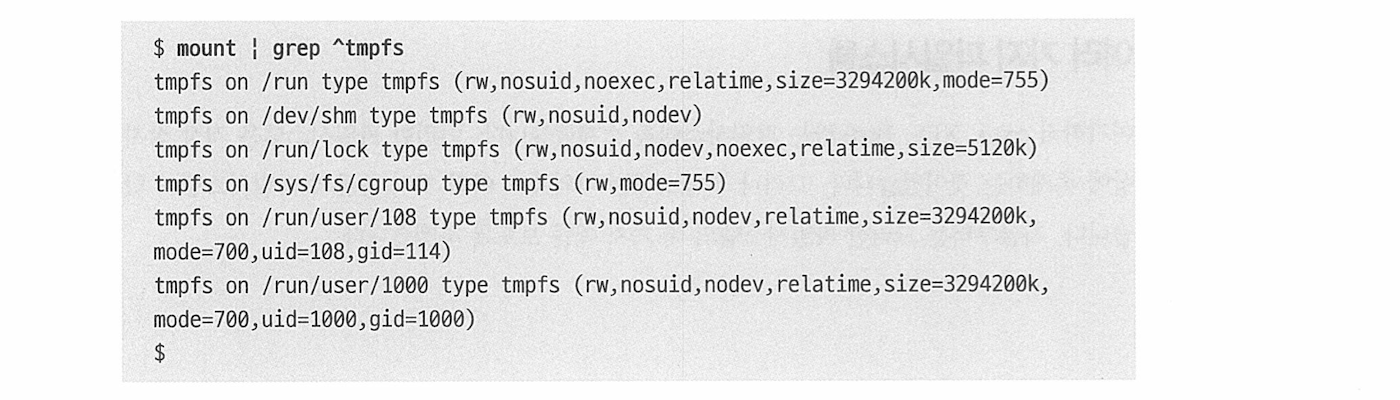 $ mount ¦ grep ^tmpfs
tmpfs on /run type tmpfs (rw,nosuid,noexec,relatime,size=3294200k,mode=755)
tmpfs on /dev/shm type tmpfs (rw,nosuid,nodev)
tmpfs on /run/lock type tmpfs (rw,nosuid,nodev,noexec,relatime,size=5120k)
tmpfs on /sys/fs/cgroup type tmpfs (rw,mode=755)
tmpfs on /run/user/108 type tmpfs (rw,nosuid,nodev,relatime,size=3294200k,
mode=700,uid=108,gid=114)
tmpfs on /run/user/1000 type tmpfs (rw,nosuid,nodev,relatime,size=3294200k,
mode=700,uid=1000,gid=1000)
$